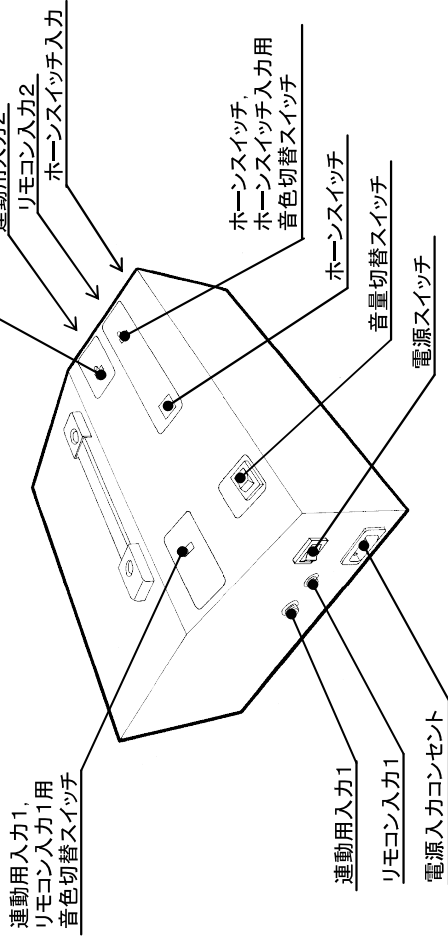 連動用入力1,
リモコン入力1用
音色切替スイッチ
連動用入力2
リモコン入力2
ホーンスイッチ入力
ホーンスイッチ,
ホーンスイッチ入力用
音色切替スイッチ
ホーンスイッチ
音量切替スイッチ
電源スイッチ
連動用入力1
リモコン入力1
電源入力コンセント